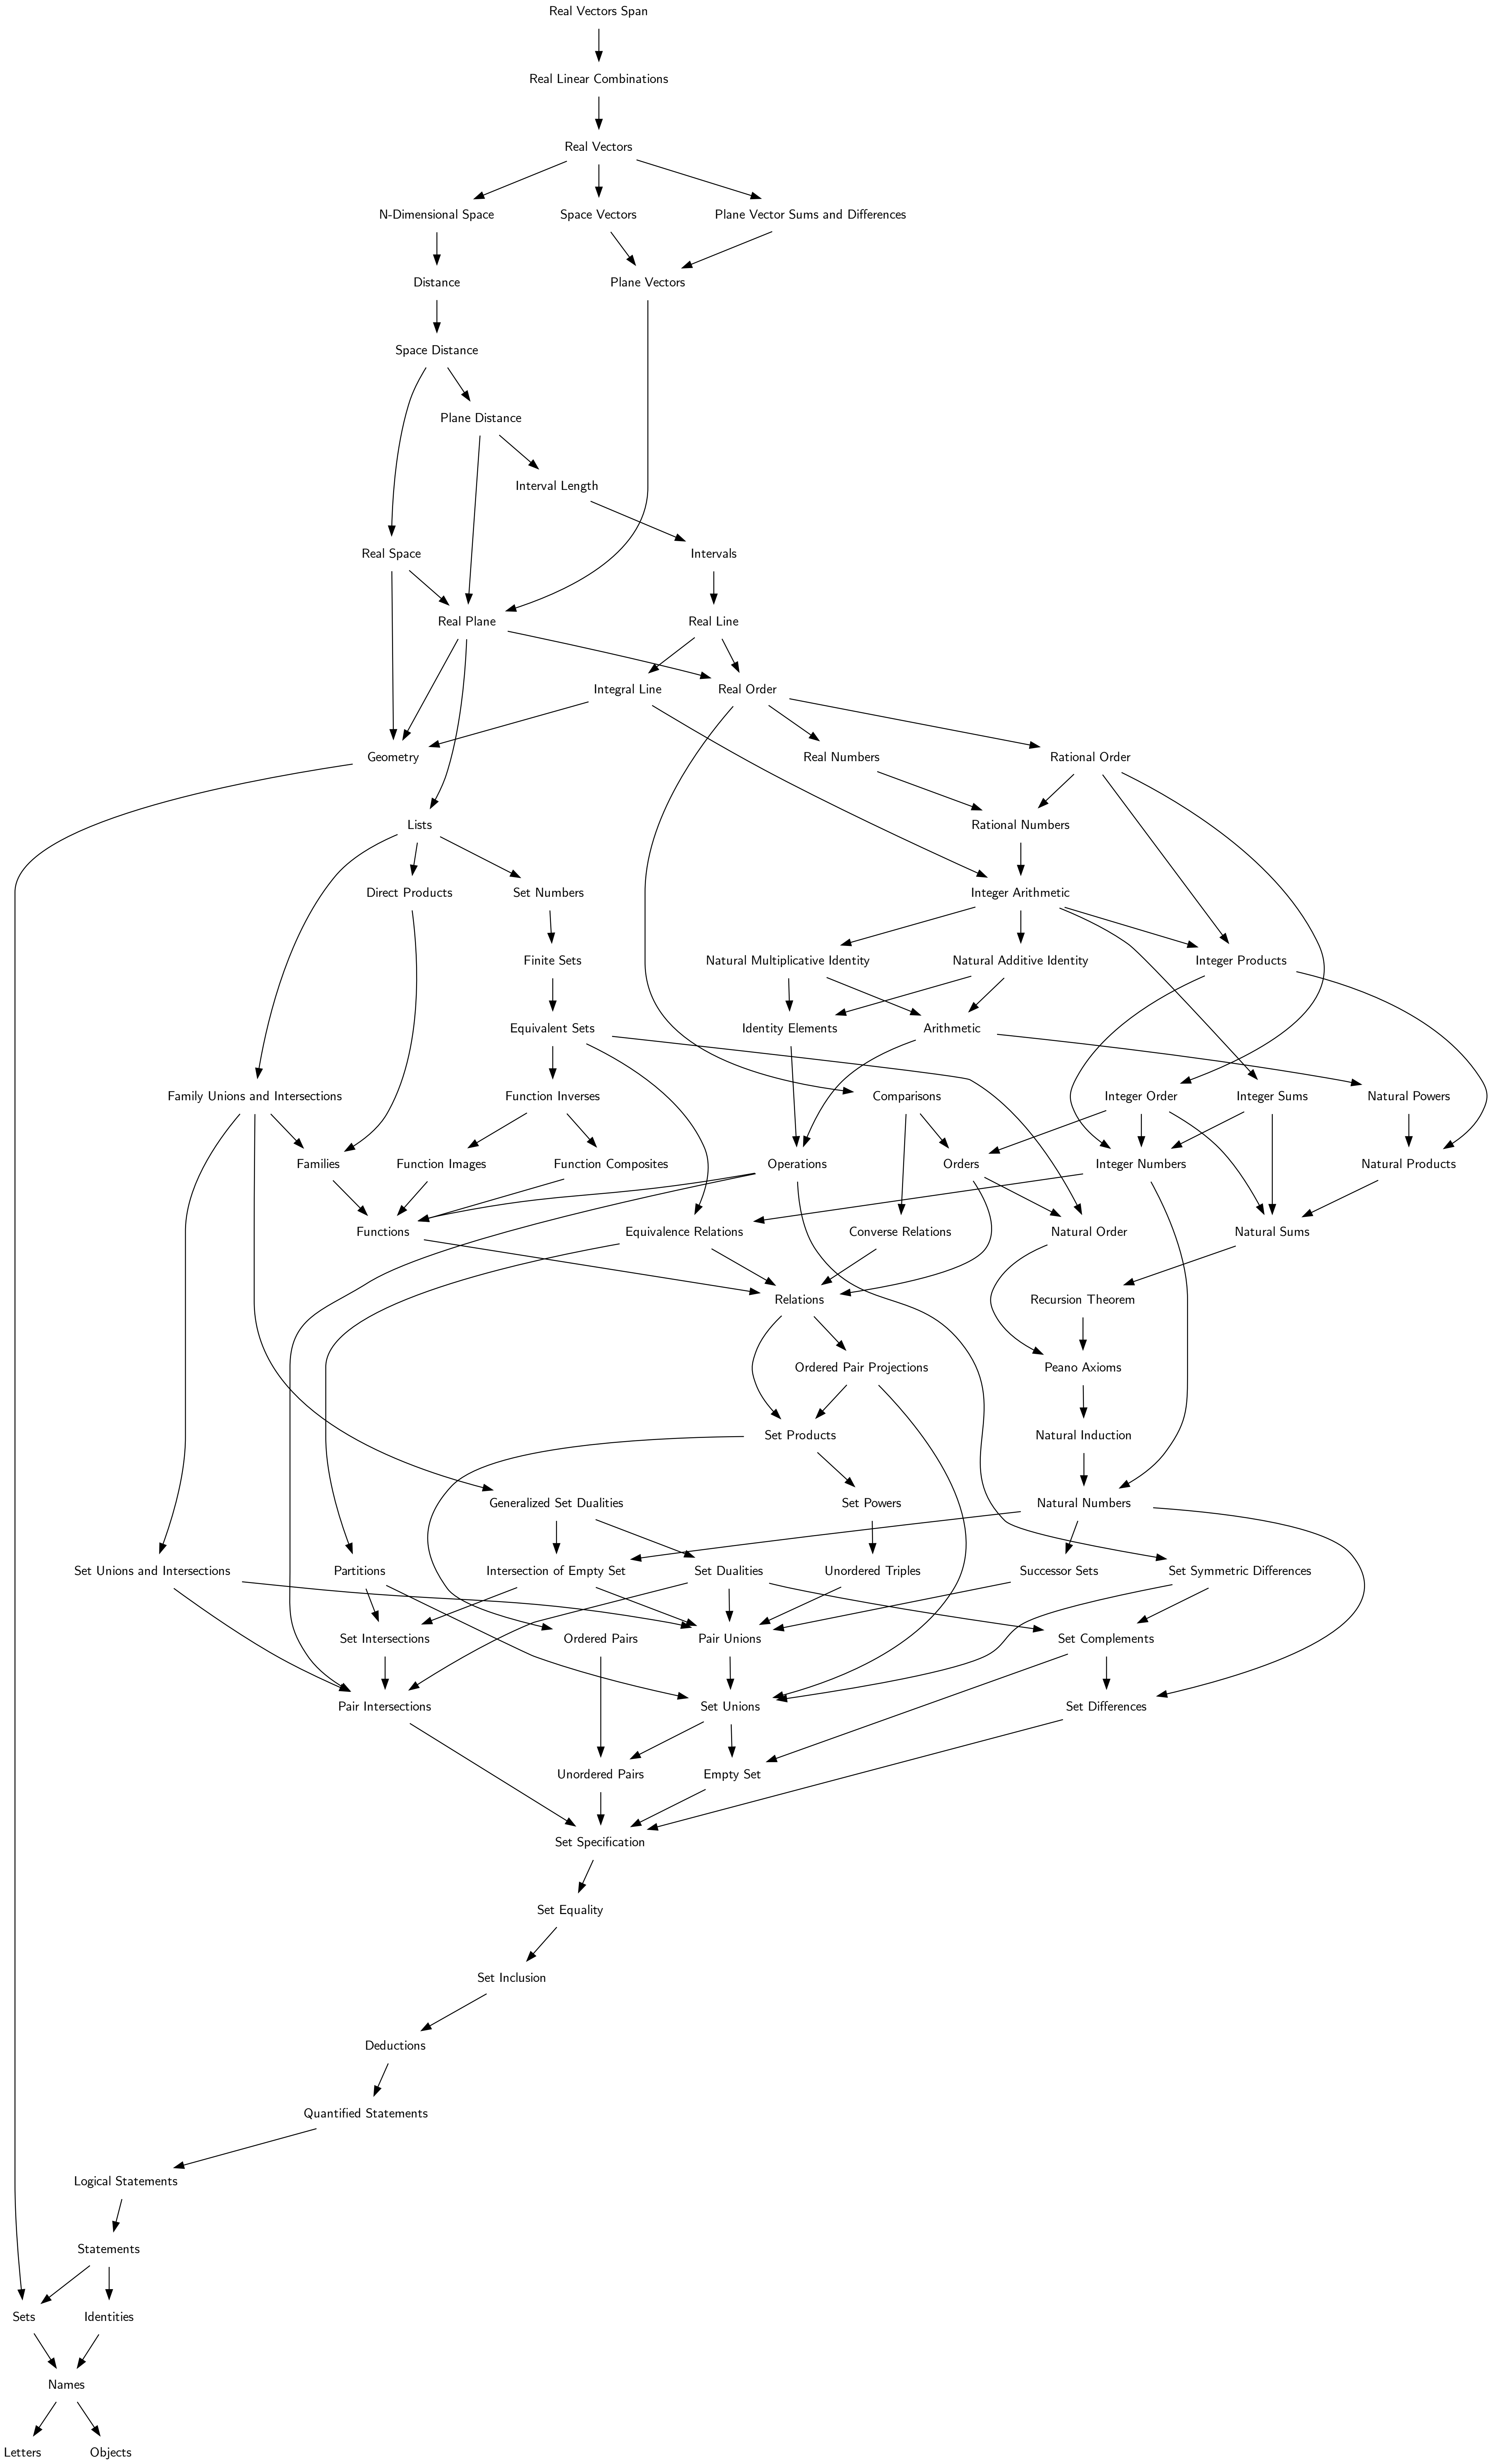 Real Vectors Span
Real Linear Combinations
Real Vectors
N-Dimensional Space
Space Vectors
Plane Vector Sums and Differences
Distance
Plane Vectors
Space Distance
Plane Distance
Interval Length
Real Space
Intervals
Real Plane
Real Line
Integral Line
Real Order
Geometry
Real Numbers
Rational Order
Lists
Rational Numbers
Direct Products
Set Numbers
Integer Arithmetic
Finite Sets
Natural Multiplicative Identity
Natural Additive Identity
Integer Products
Equivalent Sets
Identity Elements
Arithmetic
Family Unions and Intersections
Function Inverses
Comparisons
Integer Order
Integer Sums
Natural Powers
Families
Function Images
Function Composites
Operations
Orders
Integer Numbers
Natural Products
Functions
Equivalence Relations
Converse Relations
Natural Order
Natural Sums
Relations
Recursion Theorem
Ordered Pair Projections
Peano Axioms
Set Products
Natural Induction
Generalized Set Dualities
Set Powers
Natural Numbers
Set Unions and Intersections
Partitions
Intersection of Empty Set
Set Dualities
Unordered Triples
Successor Sets
Set Symmetric Differences
Set Intersections
Ordered Pairs
Pair Unions
Set Complements
Pair Intersections
Set Unions
Set Differences
Unordered Pairs
Empty Set
Set Specification
Set Equality
Set Inclusion
Deductions
Quantified Statements
Logical Statements
Statements
Sets
Identities
Names
Letters
Objects